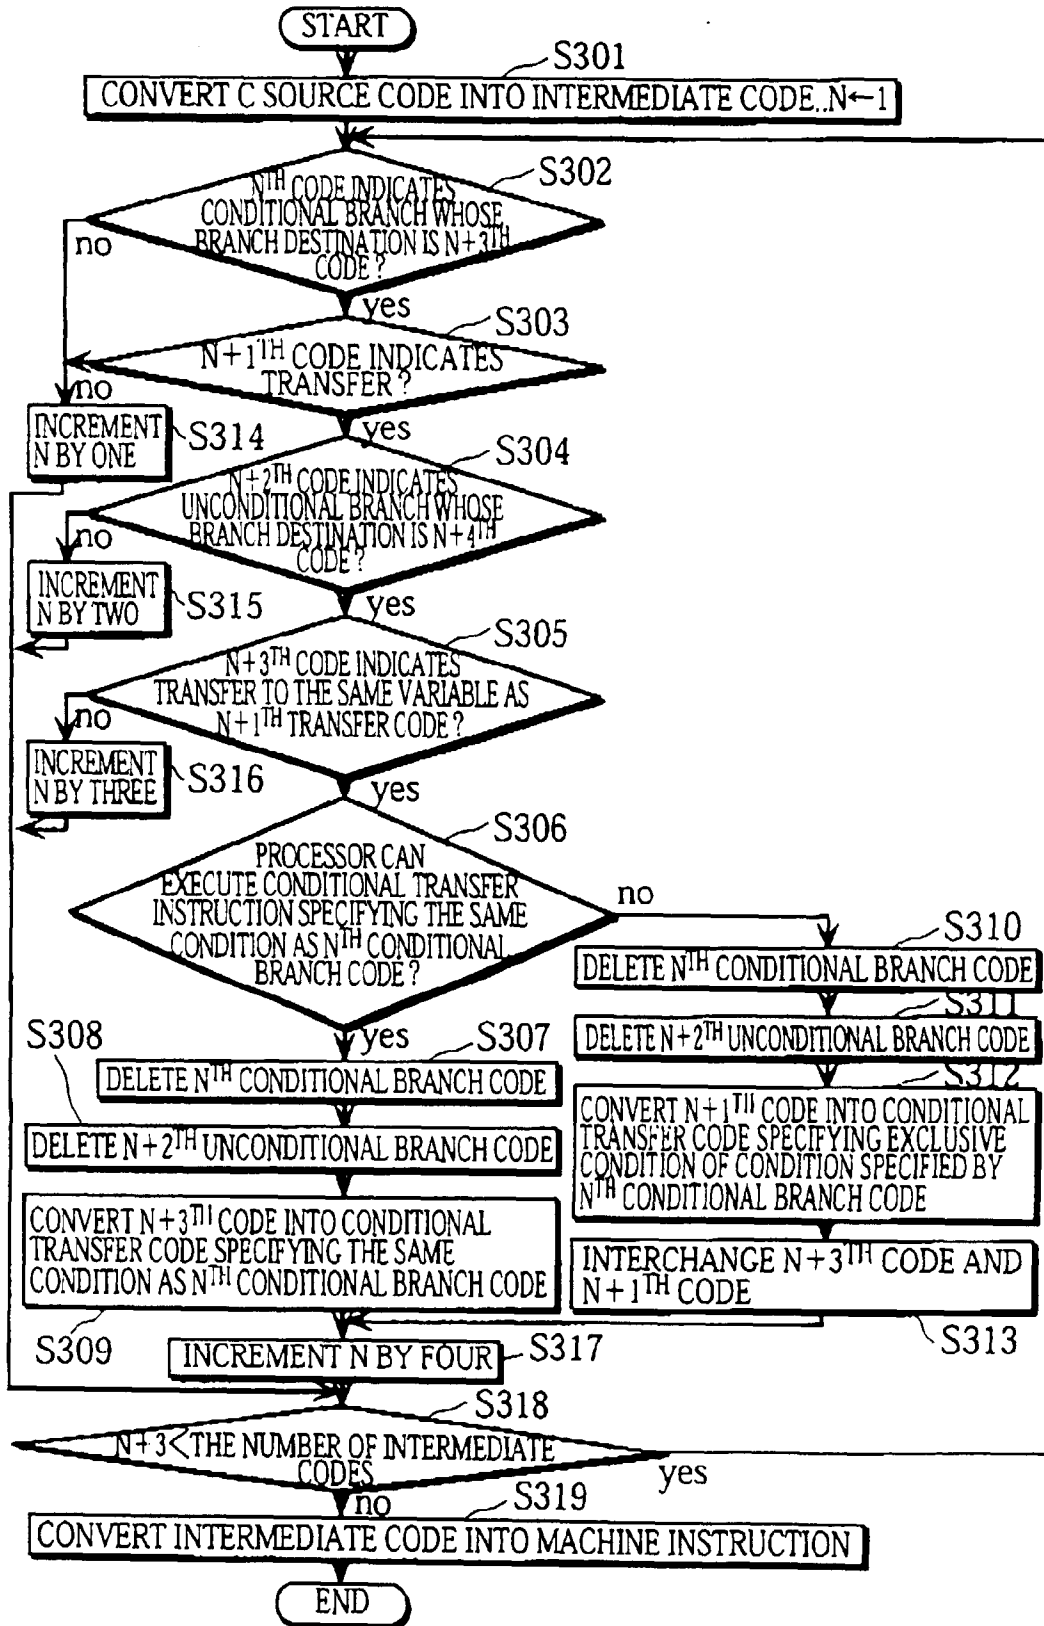 START
S301
CONVERT C SOURCE CODE INTO INTERMEDIATE CODE..N←1
S302
NTH CODE INDICATES
CONDITIONAL BRANCH WHOSE
BRANCH DESTINATION IS N+3TH
CODE?
no
yes
S303
N+1TH CODE INDICATES
TRANSFER?
no
yes
INCREMENT
N BY ONE
S314
S304
N+2TH CODE INDICATES
UNCONDITIONAL BRANCH WHOSE
BRANCH DESTINATION IS N+4TH
CODE?
no
yes
INCREMENT
N BY TWO
S315
S305
N+3TH CODE INDICATES
TRANSFER TO THE SAME VARIABLE AS
N+1TH TRANSFER CODE?
no
yes
INCREMENT
N BY THREE
S316
S306
PROCESSOR CAN
EXECUTE CONDITIONAL TRANSFER
INSTRUCTION SPECIFYING THE SAME
CONDITION AS NTH CONDITIONAL
BRANCH CODE?
no
yes
S310
DELETE NTH CONDITIONAL BRANCH CODE
S311
DELETE N+2TH UNCONDITIONAL BRANCH CODE
S312
CONVERT N+1TH CODE INTO CONDITIONAL
TRANSFER CODE SPECIFYING EXCLUSIVE
CONDITION OF CONDITION SPECIFIED BY
NTH CONDITIONAL BRANCH CODE
INTERCHANGE N+3TH CODE AND
N+1TH CODE
S313
S307
DELETE NTH CONDITIONAL BRANCH CODE
S308
DELETE N+2TH UNCONDITIONAL BRANCH CODE
CONVERT N+3TH CODE INTO CONDITIONAL
TRANSFER CODE SPECIFYING THE SAME
CONDITION AS NTH CONDITIONAL BRANCH CODE
S309
INCREMENT N BY FOUR
S317
S318
N+3<THE NUMBER OF INTERMEDIATE
CODES
yes
no
S319
CONVERT INTERMEDIATE CODE INTO MACHINE INSTRUCTION
END